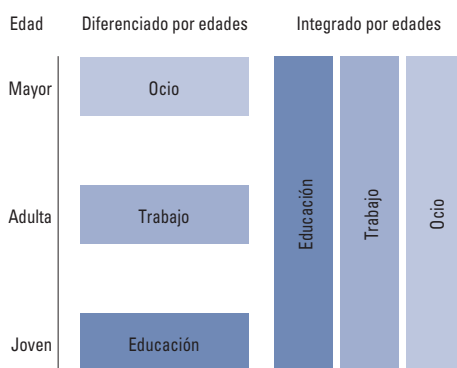 Edad Diferenciado por edades Integrado por edades
Mayor Ocio
Adulta Trabajo
Joven Educación
Educación
Trabajo
Ocio